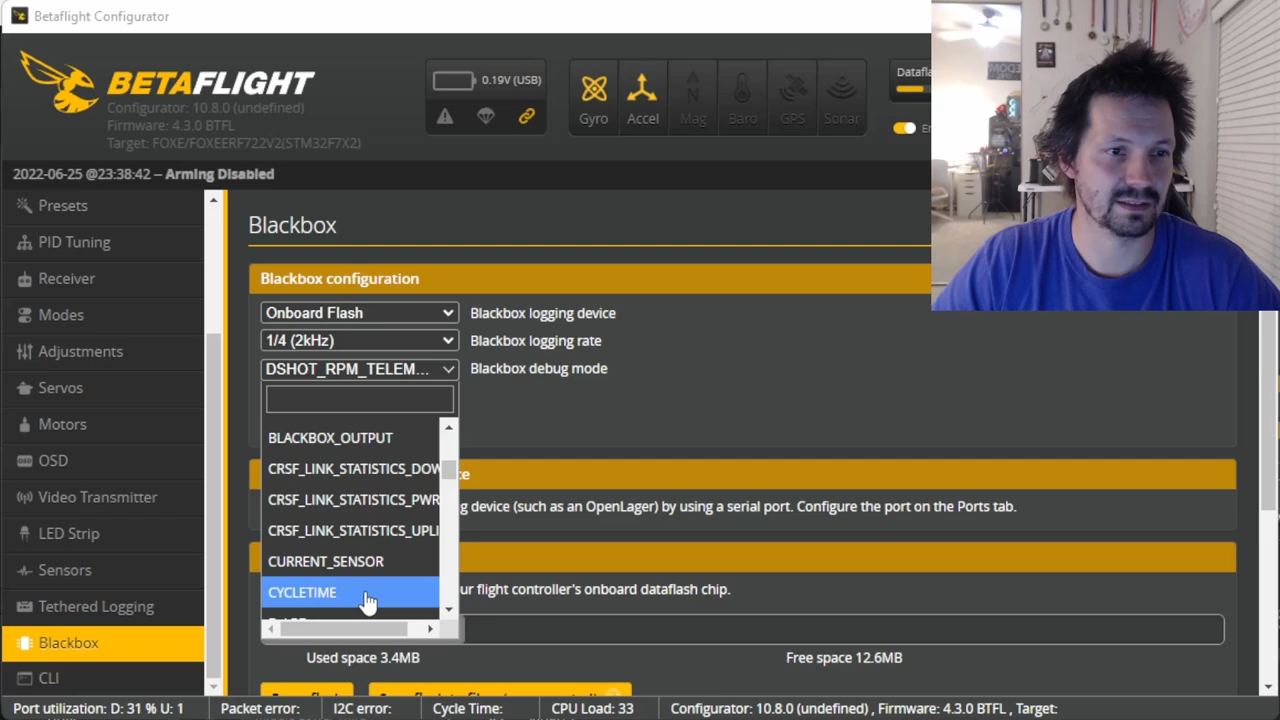 Betaflight Configurator
BETAFLIGHT
Configurator: 10.8.0 (undefined)
Firmware: 4.3.0 BTFL
Target: FOXE/FOXEERF722V2(STM32F7X2)
0.19V (USB)
Gyro
Accel
Mag
Baro
GPS
Sonar
Datafla
En
2022-06-25 @23:38:42 -- Arming Disabled
Presets
PID Tuning
Receiver
Modes
Adjustments
Servos
Motors
OSD
Video Transmitter
LED Strip
Sensors
Tethered Logging
Blackbox
CLI
Blackbox
Blackbox configuration
Onboard Flash
Blackbox logging device
1/4 (2kHz)
Blackbox logging rate
DSHOT_RPM_TELEM...
Blackbox debug mode
BLACKBOX_OUTPUT
CRSF_LINK_STATISTICS_DOW
CRSF_LINK_STATISTICS_PWR
CRSF_LINK_STATISTICS_UPLI
CURRENT_SENSOR
CYCLETIME
ce
g device (such as an OpenLager) by using a serial port. Configure the port on the Ports tab.
ur flight controller's onboard dataflash chip.
Used space 3.4MB
Free space 12.6MB
Port utilization: D: 31 % U: 1
Packet error:
I2C error:
Cycle Time:
CPU Load: 33
Configurator: 10.8.0 (undefined) , Firmware: 4.3.0 BTFL , Target: